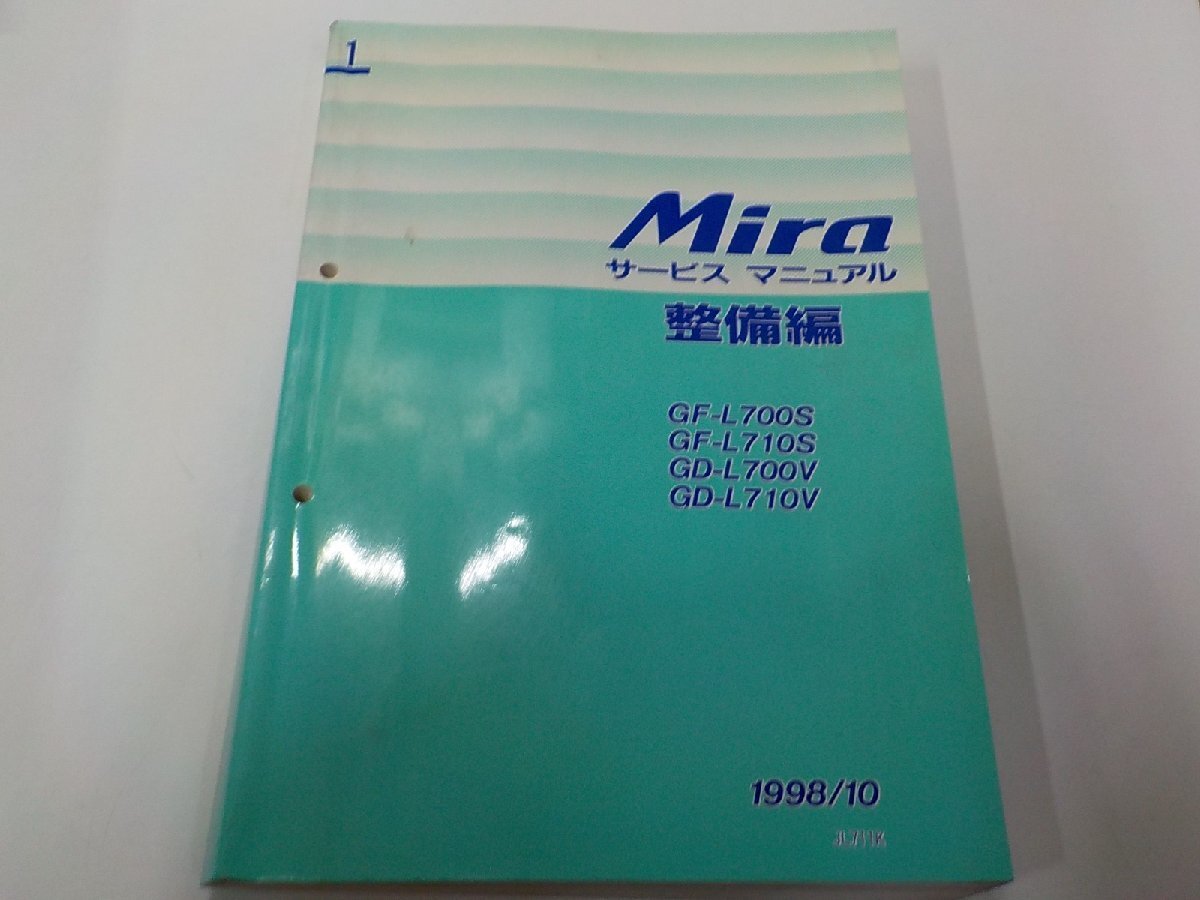 1
Mira
サービス マニュアル
整備編
GF-L700S
GF-L710S
GD-L700V
GD-L710V
1998/10